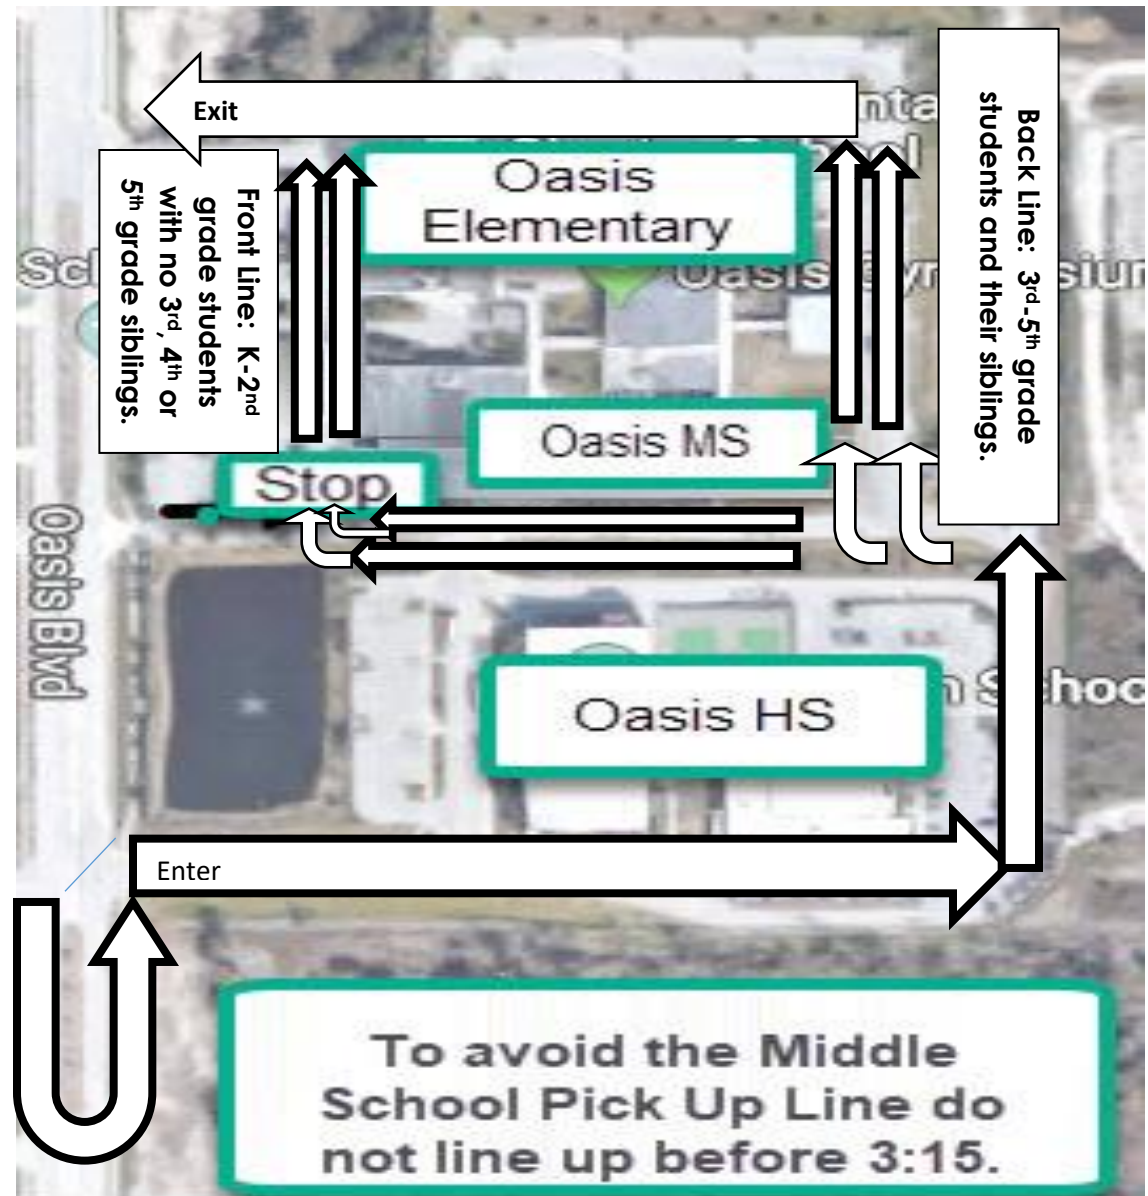 Exit
Oasis
Elementary
Back Line: 3rd-5th grade
students and their siblings.
Front Line: K-2nd
grade students
with no 3rd, 4th or
5th grade siblings.
Oasis MS
Stop
Oasis Blvd
Oasis HS
Enter
To avoid the Middle
School Pick Up Line do
not line up before 3:15.